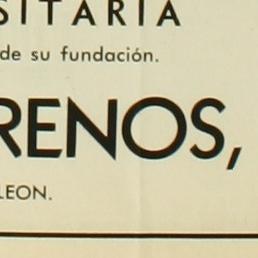 SITARIA
de su fundación.
RENOS,
LEON.